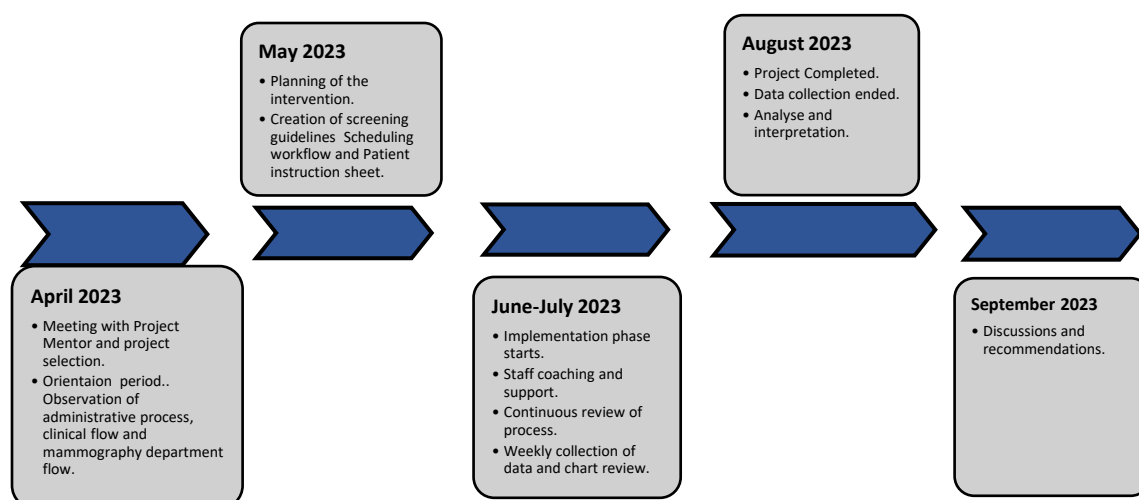 April 2023
• Meeting with Project
Mentor and project
selection.
• Orientaion period..
Observation of
administrative process,
clinical flow and
mammography department
flow.
May 2023
• Planning of the
intervention.
• Creation of screening
guidelines Scheduling
workflow and Patient
instruction sheet.
June-July 2023
• Implementation phase
starts.
• Staff coaching and
support.
• Continuous review of
process.
• Weekly collection of
data and chart review.
August 2023
• Project Completed.
• Data collection ended.
• Analyse and
interpretation.
September 2023
• Discussions and
recommendations.